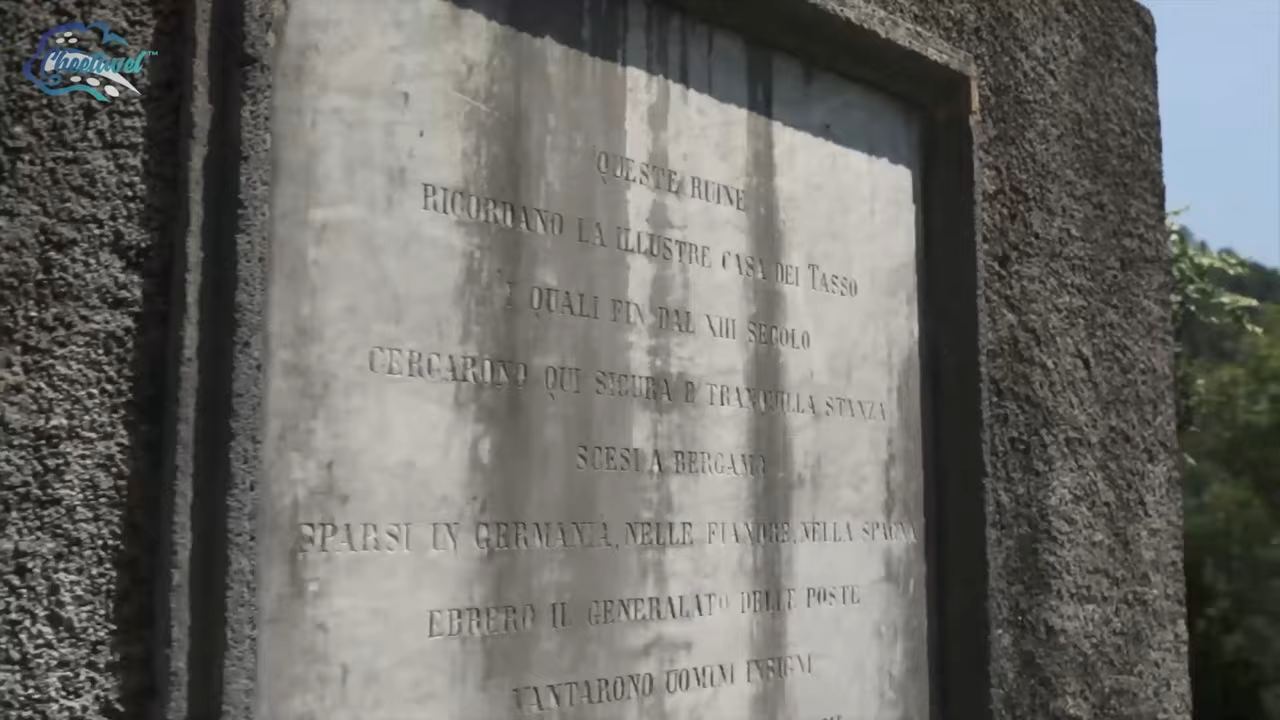 Cheetwel™
QUESTE RUINE
RICORDANO LA ILLUSTRE CASA DEI TASSO
I QUALI FIN DAL XIII SECOLO
CERCARONO QUI SICURA E TRANQUILLA STANZA
SCESI A BERGAMO
SPARSI IN GERMANIA, NELLE FIANDRE, NELLA SPAGNA
EBBERO IL GENERALATO DELLE POSTE
VANTARONO UOMINI INSIGNI